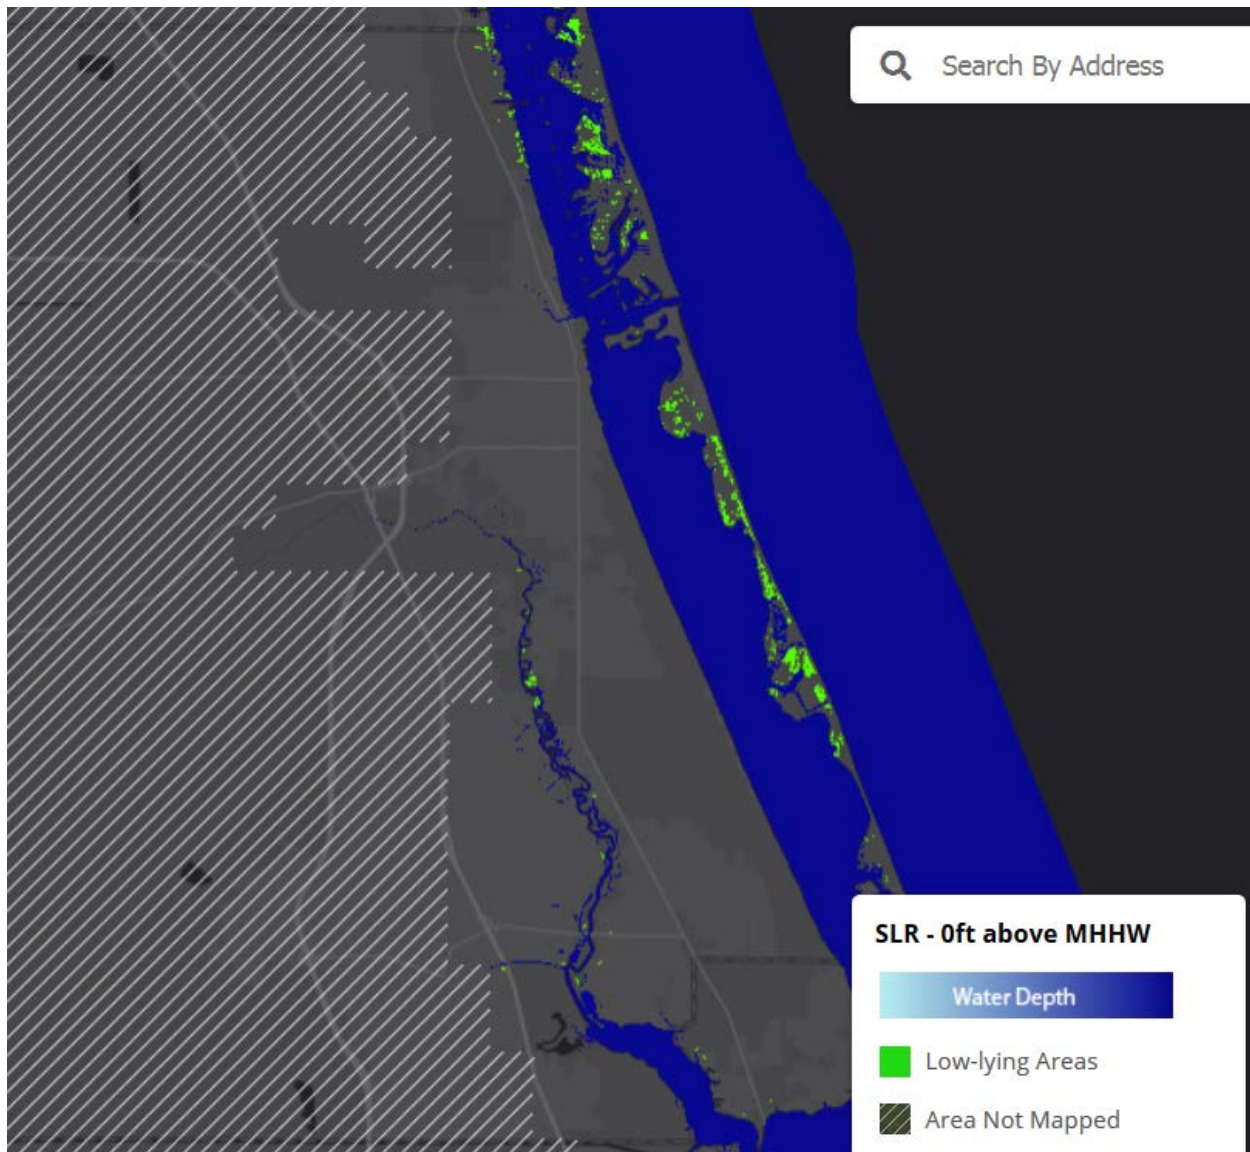 Search By Address
SLR - 0ft above MHHW
Water Depth
Low-lying Areas
Area Not Mapped